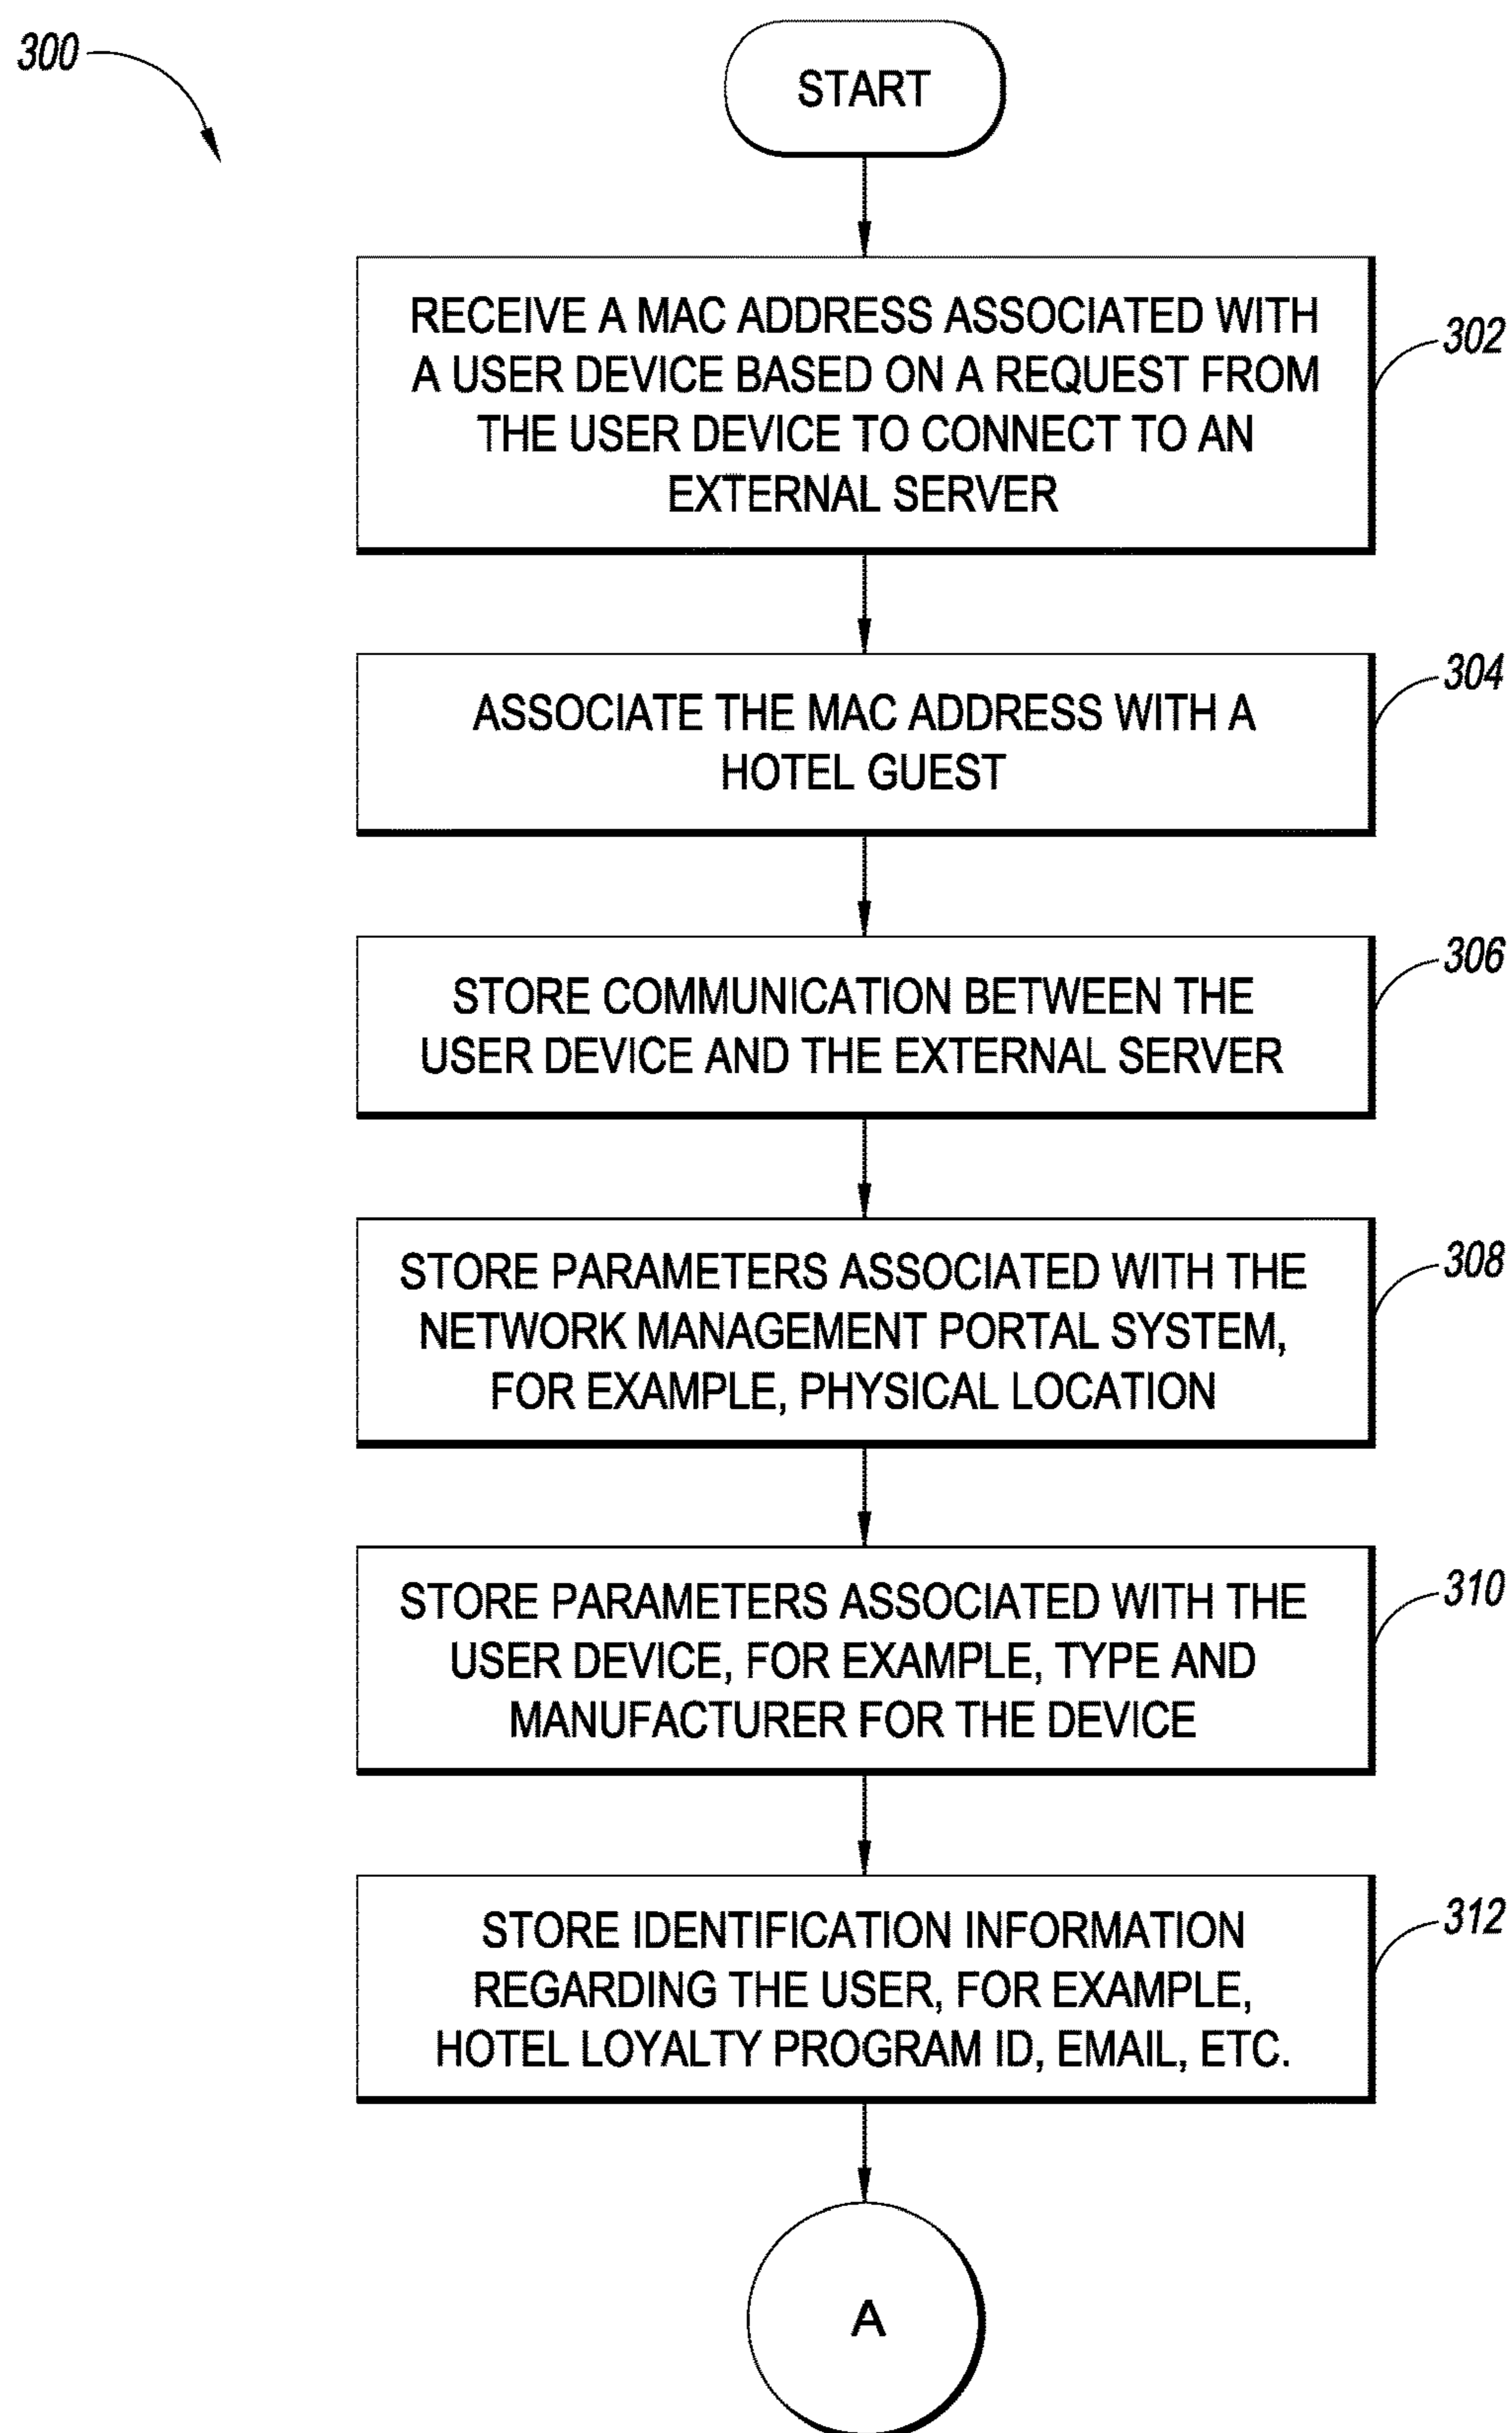 300
START
RECEIVE A MAC ADDRESS ASSOCIATED WITH
A USER DEVICE BASED ON A REQUEST FROM
THE USER DEVICE TO CONNECT TO AN
EXTERNAL SERVER
302
ASSOCIATE THE MAC ADDRESS WITH A
HOTEL GUEST
304
STORE COMMUNICATION BETWEEN THE
USER DEVICE AND THE EXTERNAL SERVER
306
STORE PARAMETERS ASSOCIATED WITH THE
NETWORK MANAGEMENT PORTAL SYSTEM,
FOR EXAMPLE, PHYSICAL LOCATION
308
STORE PARAMETERS ASSOCIATED WITH THE
USER DEVICE, FOR EXAMPLE, TYPE AND
MANUFACTURER FOR THE DEVICE
310
STORE IDENTIFICATION INFORMATION
REGARDING THE USER, FOR EXAMPLE,
HOTEL LOYALTY PROGRAM ID, EMAIL, ETC.
312
A